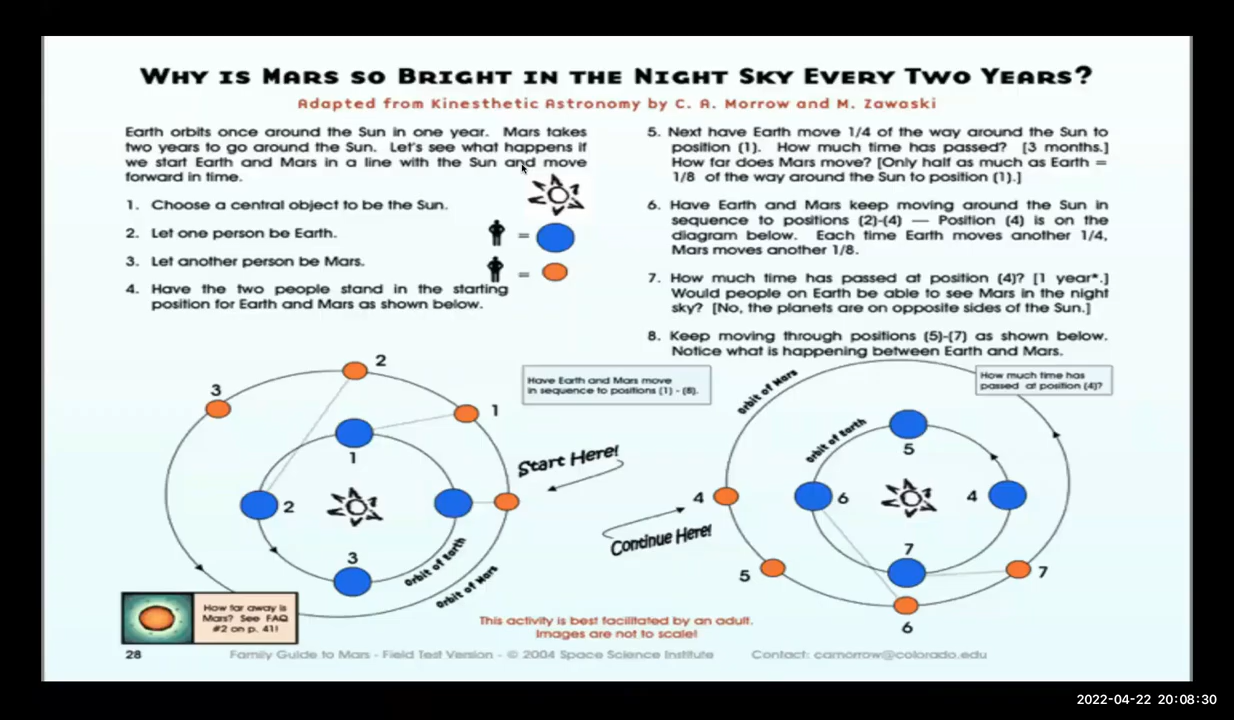 WHY IS MARS SO BRIGHT IN THE NIGHT SKY EVERY TWO YEARS?
Adapted from Kinesthetic Astronomy by C. A. Morrow and M. Zawaski
Earth orbits once around the Sun in one year. Mars takes
two years to go around the Sun. Let's see what happens if
we start Earth and Mars in a line with the Sun and move
forward in time.
1. Choose a central object to be the Sun.
2. Let one person be Earth.
=
3. Let another person be Mars.
=
4. Have the two people stand in the starting
position for Earth and Mars as shown below.
5. Next have Earth move 1/4 of the way around the Sun to
position (1). How much time has passed? [3 months.]
How far does Mars move? [Only half as much as Earth =
1/8 of the way around the Sun to position (1).]
6. Have Earth and Mars keep moving around the Sun in
sequence to positions (2)-(4) — Position (4) is on the
diagram below. Each time Earth moves another 1/4,
Mars moves another 1/8.
7. How much time has passed at position (4)? [1 year*.]
Would people on Earth be able to see Mars in the night
sky? [No, the planets are on opposite sides of the Sun.]
8. Keep moving through positions (5)-(7) as shown below.
Notice what is happening between Earth and Mars.
2
3
1
1
2
3
Orbit of Earth
Orbit of Mars
Have Earth and Mars move
in sequence to positions (1) - (8).
Start Here!
Continue Here!
How much time has
passed at position (4)?
Orbit of Mars
Orbit of Earth
5
4
6
4
7
5
7
6
How far away is
Mars? See FAQ
#2 on p. 41!
This activity is best facilitated by an adult.
Images are not to scale!
28
Family Guide to Mars - Field Test Version - © 2004 Space Science Institute
Contact: camorrow@colorado.edu
2022-04-22 20:08:30